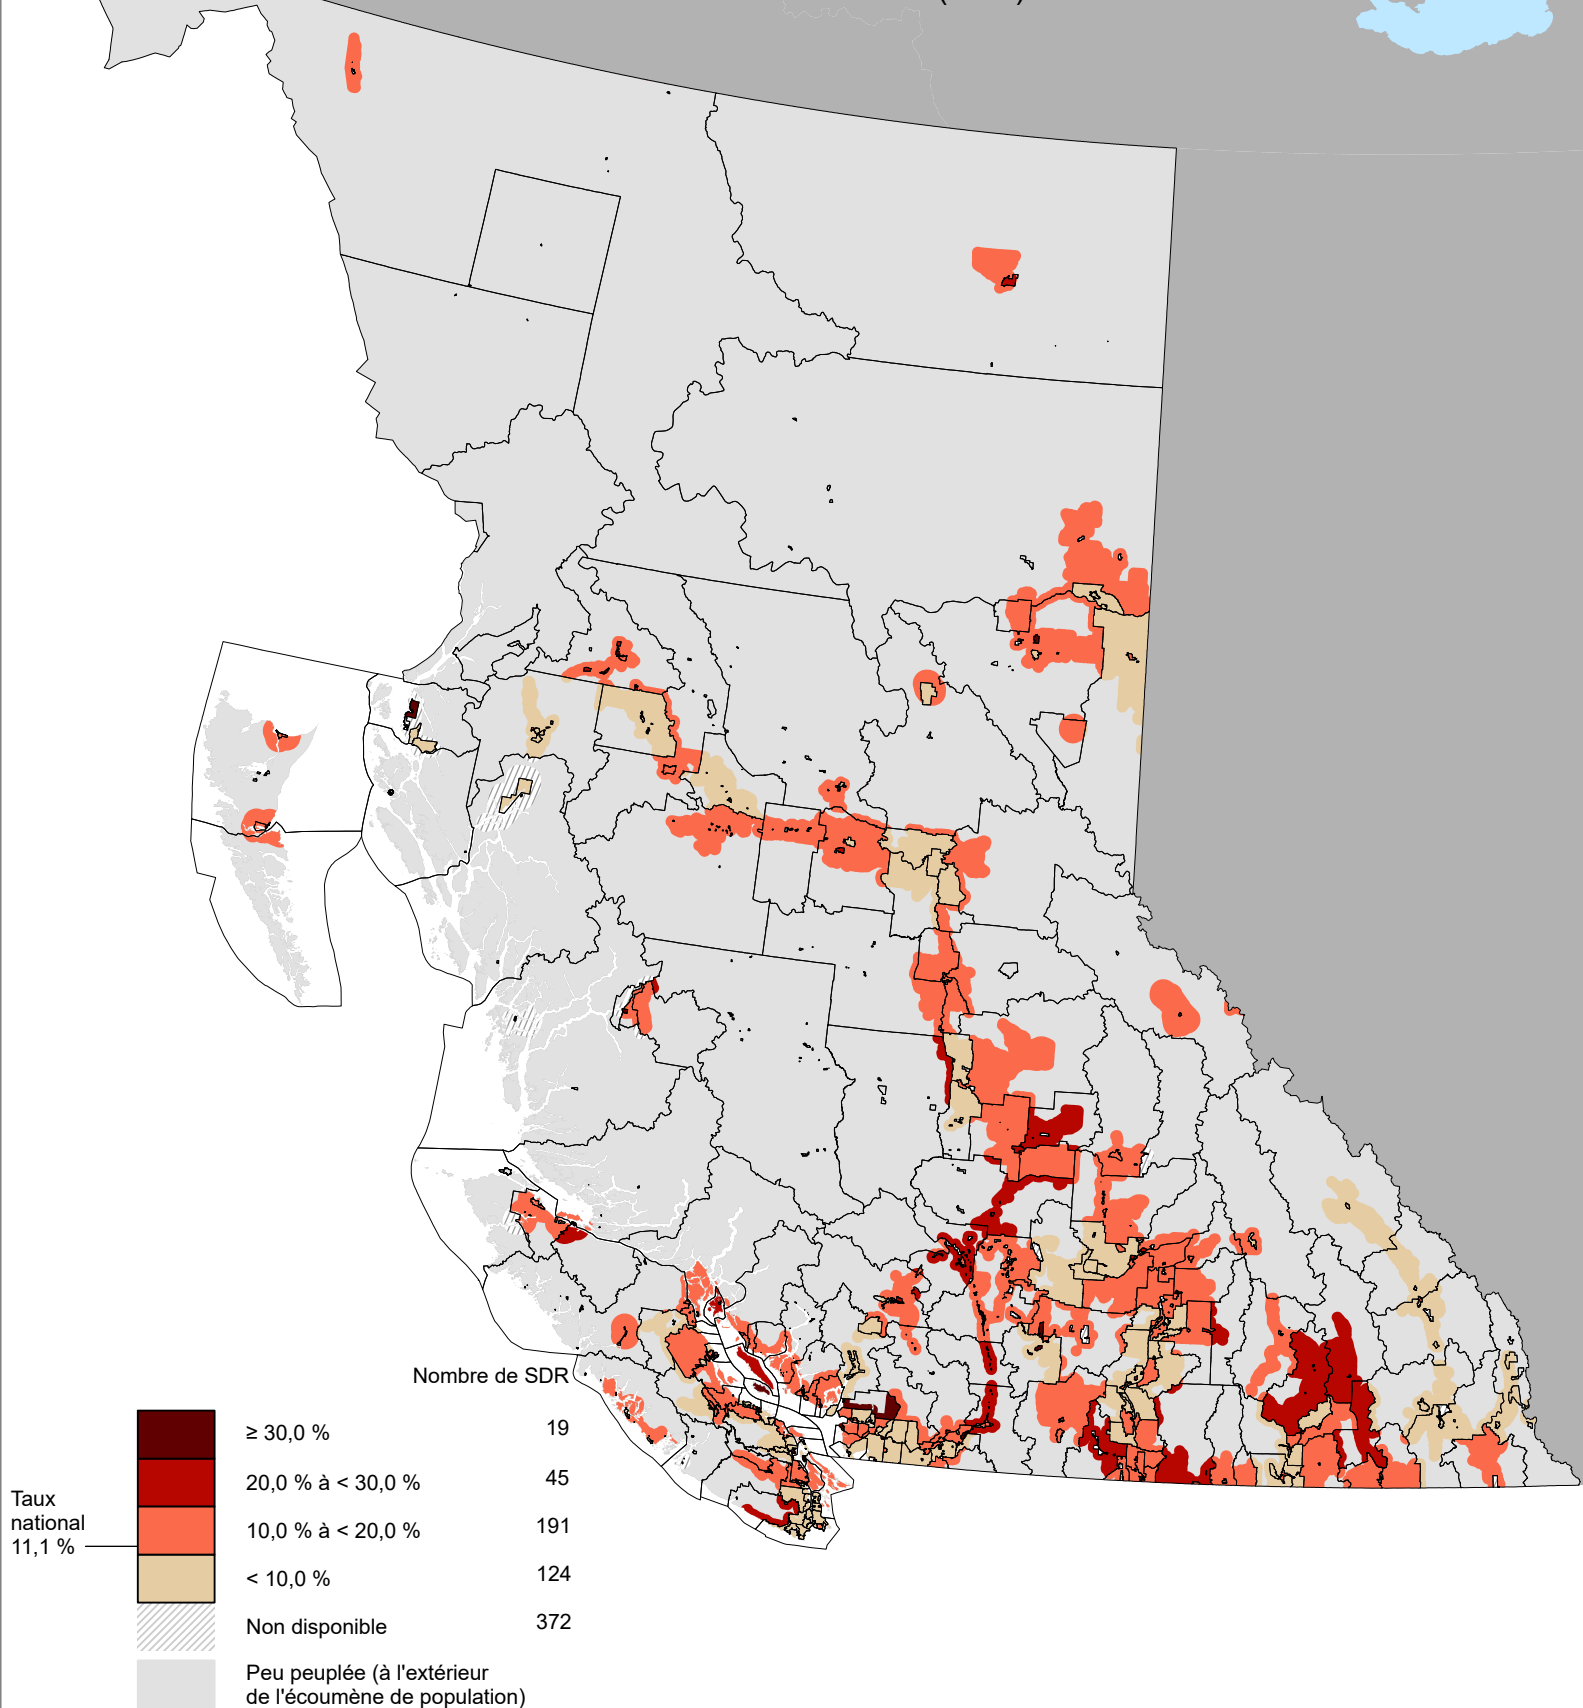 Nombre de SDR
≥ 30,0 % 19
20,0 % à < 30,0 % 45
Taux
national
11,1 %
10,0 % à < 20,0 % 191
< 10,0 % 124
Non disponible 372
Peu peuplée (à l'extérieur
de l'écoumène de population)